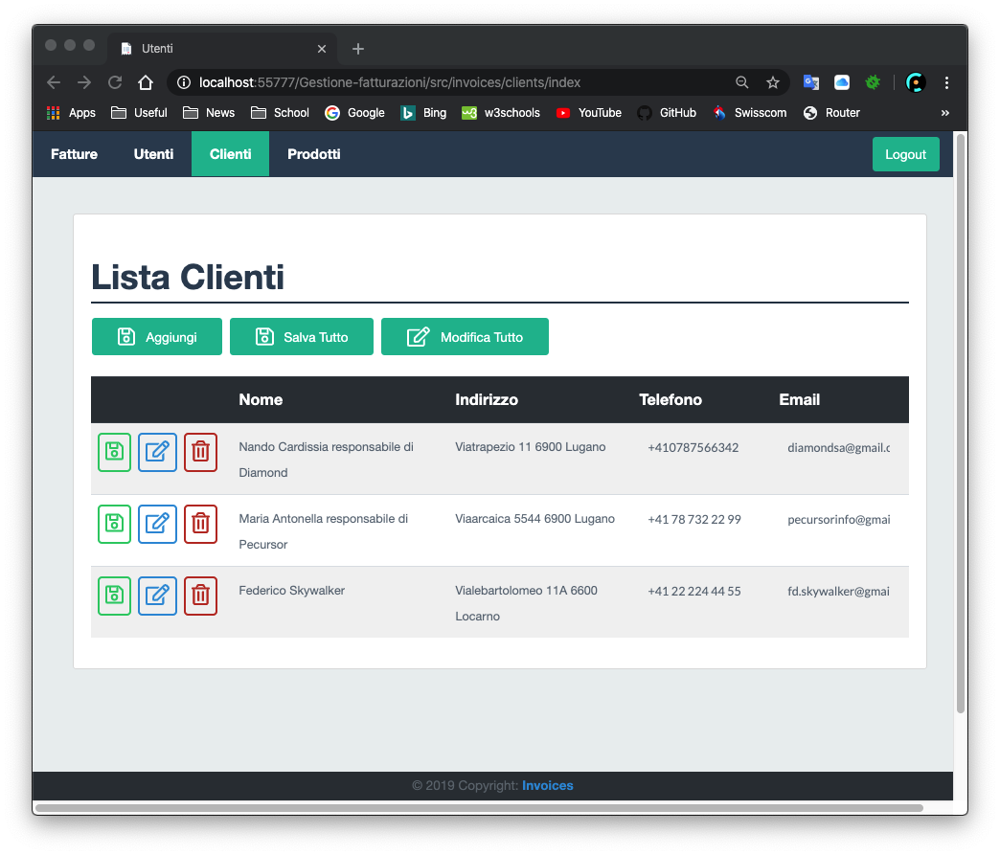 Utenti
localhost:55777/Gestione-fatturazioni/src/invoices/clients/index
Apps Useful News School Google Bing w3schools YouTube GitHub Swisscom Router »
Fatture Utenti Clienti Prodotti Logout
Lista Clienti
Aggiungi Salva Tutto Modifica Tutto
Nome Indirizzo Telefono Email
Nando Cardissia responsabile di Viatrapezio 11 6900 Lugano +410787566342 diamondsa@gmail.c
Diamond
Maria Antonella responsabile di Viaarcaica 5544 6900 Lugano +41 78 732 22 99 pecursorinfo@gmai
Pecursor
Federico Skywalker Vialebartolomeo 11A 6600 +41 22 224 44 55 fd.skywalker@gmai
Locarno
© 2019 Copyright: Invoices